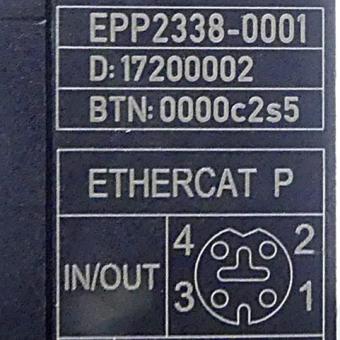 EPP2338-0001
D: 17200002
BTN: 0000c2s5
ETHERCAT P
4 2
IN/OUT
3 1